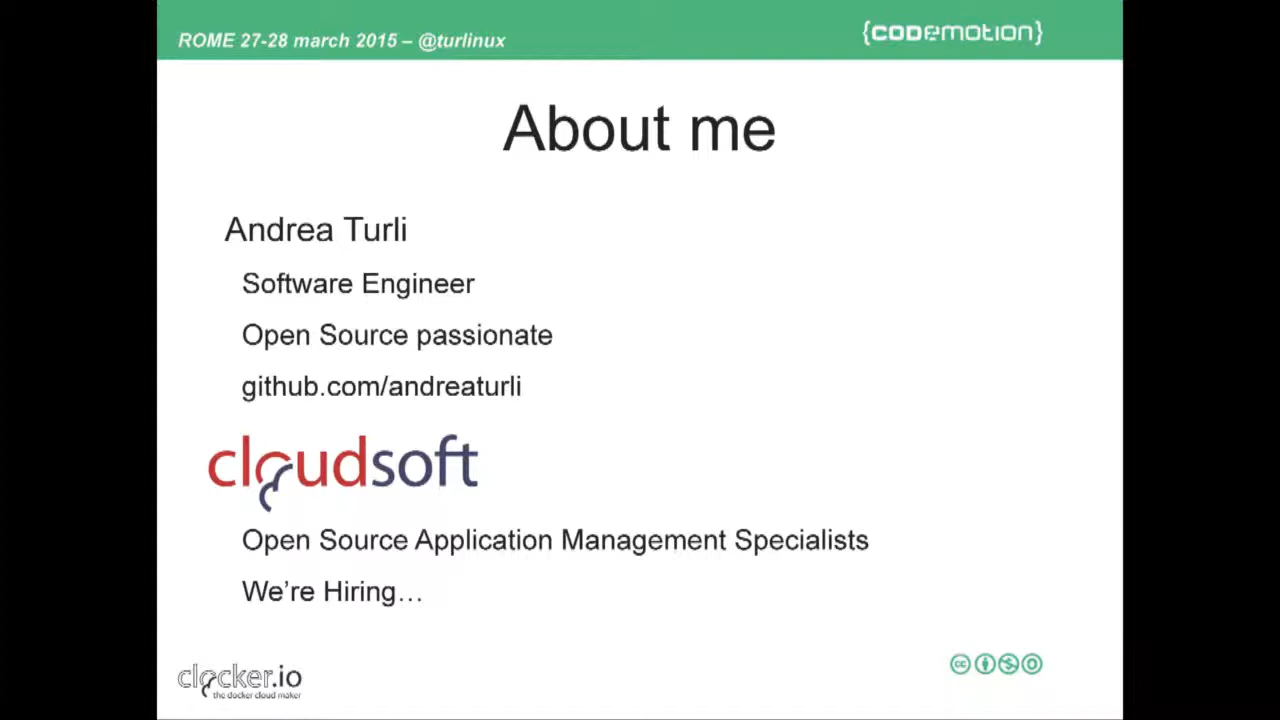 ROME 27-28 march 2015 – @turlinux
{CODEMOTION}
About me
Andrea Turli
Software Engineer
Open Source passionate
github.com/andreaturli
cloudsoft
Open Source Application Management Specialists
We’re Hiring…
clocker.io
the docker cloud maker
cc